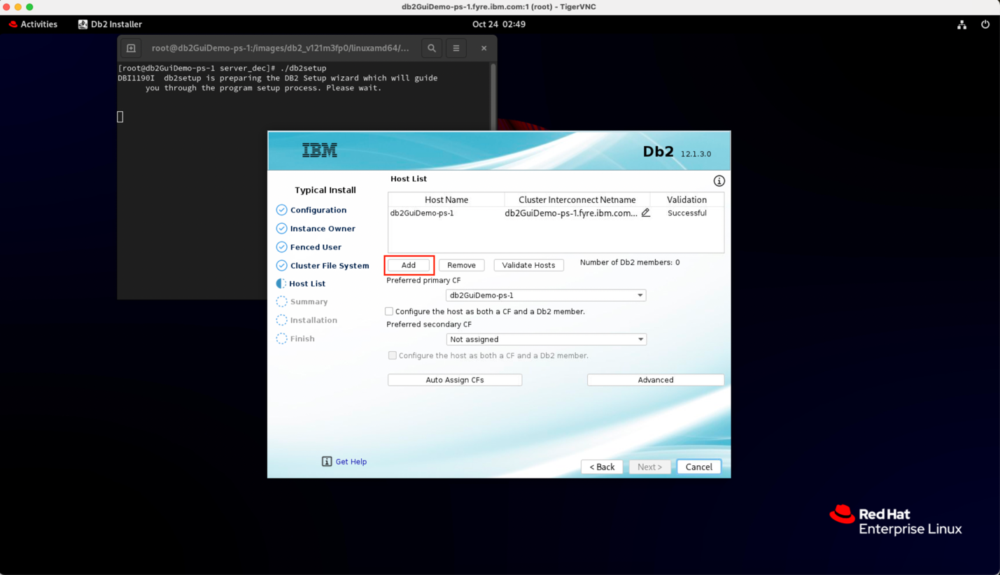 db2GuiDemo-ps-1.fyre.ibm.com:1 (root) - TigerVNC
Activities
Db2 Installer
Oct 24 02:49
root@db2GuiDemo-ps-1:/images/db2_v121m3fp0/linuxamd64/...
[root@db2GuiDemo-ps-1 server_dec]# ./db2setup
DBI1190I db2setup is preparing the DB2 Setup wizard which will guide
you through the program setup process. Please wait.
IBM
Db2 12.1.3.0
Typical Install
Configuration
Instance Owner
Fenced User
Cluster File System
Host List
Summary
Installation
Finish
Host List
Host Name Cluster Interconnect Netname Validation
db2GuiDemo-ps-1 db2GuiDemo-ps-1.fyre.ibm.com... Successful
Add Remove Validate Hosts Number of Db2 members: 0
Preferred primary CF
db2GuiDemo-ps-1
Configure the host as both a CF and a Db2 member.
Preferred secondary CF
Not assigned
Configure the host as both a CF and a Db2 member.
Auto Assign CFs Advanced
Get Help
< Back Next > Cancel
Red Hat
Enterprise Linux